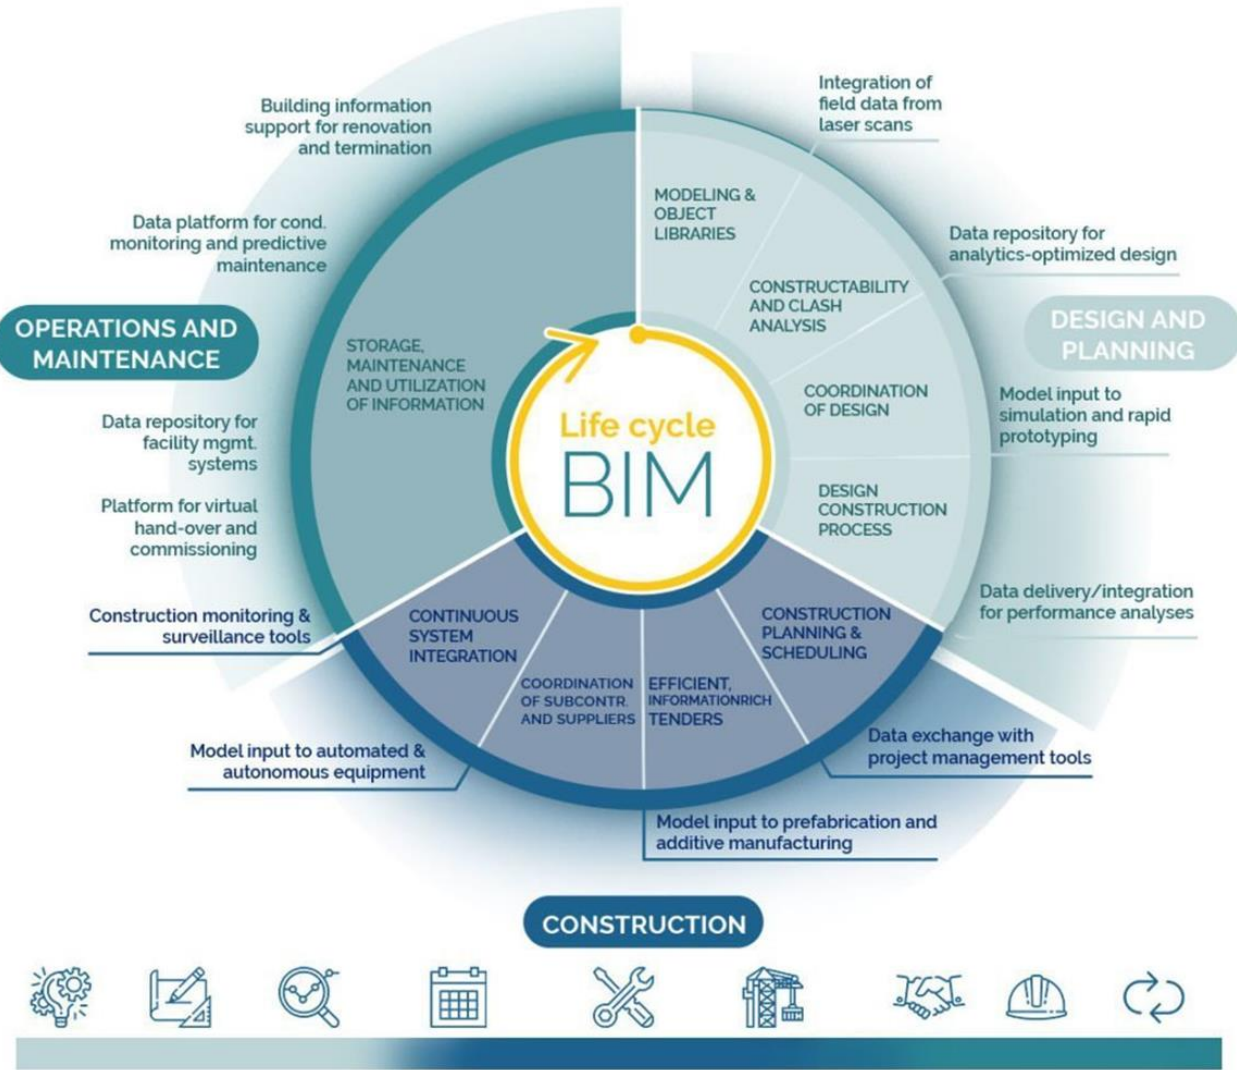 Integration of
field data from
laser scans
Building information
support for renovation
and termination
MODELING &
OBJECT
LIBRARIES
Data platform for cond.
monitoring and predictive
maintenance
Data repository for
analytics-optimized design
CONSTRUCTABILITY
AND CLASH
ANALYSIS
OPERATIONS AND
MAINTENANCE
DESIGN AND
PLANNING
STORAGE,
MAINTENANCE
AND UTILIZATION
OF INFORMATION
COORDINATION
OF DESIGN
Model input to
simulation and rapid
prototyping
Life cycle
BIM
Data repository for
facility mgmt.
systems
DESIGN
CONSTRUCTION
PROCESS
Platform for virtual
hand-over and
commissioning
Data delivery/integration
for performance analyses
Construction monitoring &
surveillance tools
CONTINUOUS
SYSTEM
INTEGRATION
CONSTRUCTION
PLANNING &
SCHEDULING
COORDINATION
OF SUBCONTR.
AND SUPPLIERS
EFFICIENT,
INFORMATIONRICH
TENDERS
Model input to automated &
autonomous equipment
Data exchange with
project management tools
Model input to prefabrication and
additive manufacturing
CONSTRUCTION